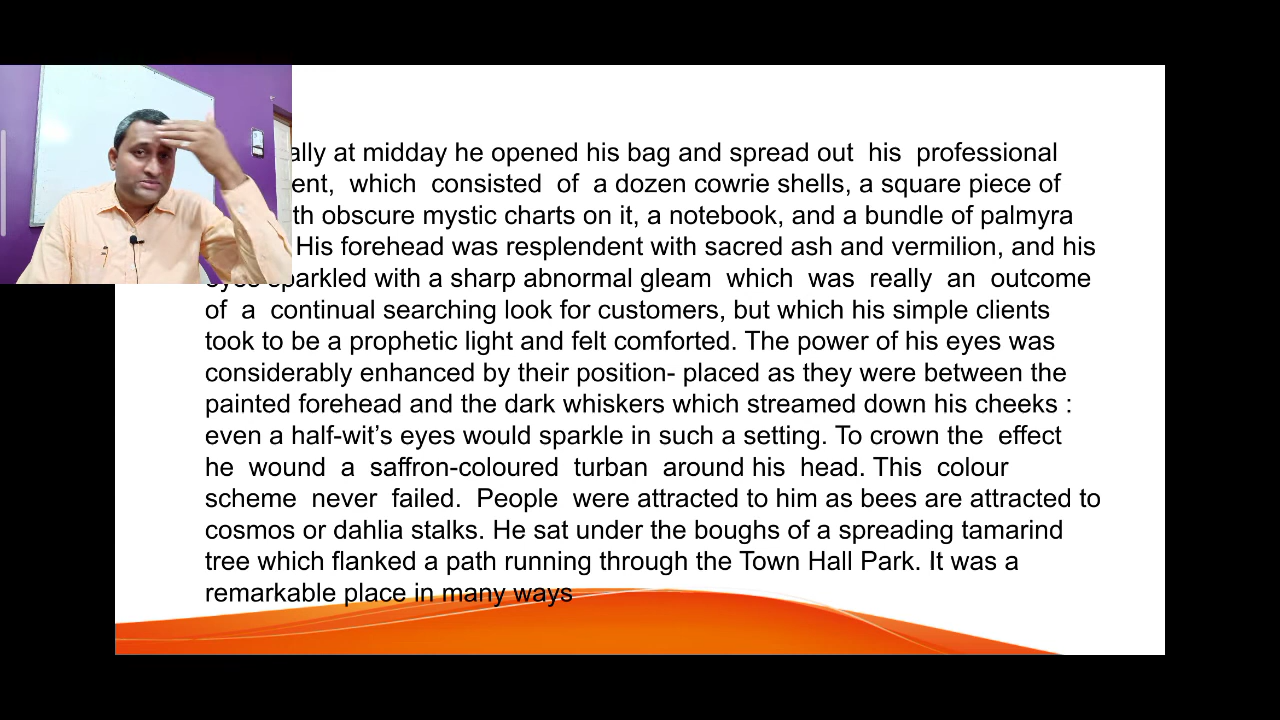 at midday he opened his bag and spread out his professional
which consisted of a dozen cowrie shells, a square piece of
obscure mystic charts on it, a notebook, and a bundle of palmyra
His forehead was resplendent with sacred ash and vermilion, and his
eyes sparkled with a sharp abnormal gleam which was really an outcome
of a continual searching look for customers, but which his simple clients
took to be a prophetic light and felt comforted. The power of his eyes was
considerably enhanced by their position- placed as they were between the
painted forehead and the dark whiskers which streamed down his cheeks :
even a half-wit’s eyes would sparkle in such a setting. To crown the effect
he wound a saffron-coloured turban around his head. This colour
scheme never failed. People were attracted to him as bees are attracted to
cosmos or dahlia stalks. He sat under the boughs of a spreading tamarind
tree which flanked a path running through the Town Hall Park. It was a
remarkable place in many ways